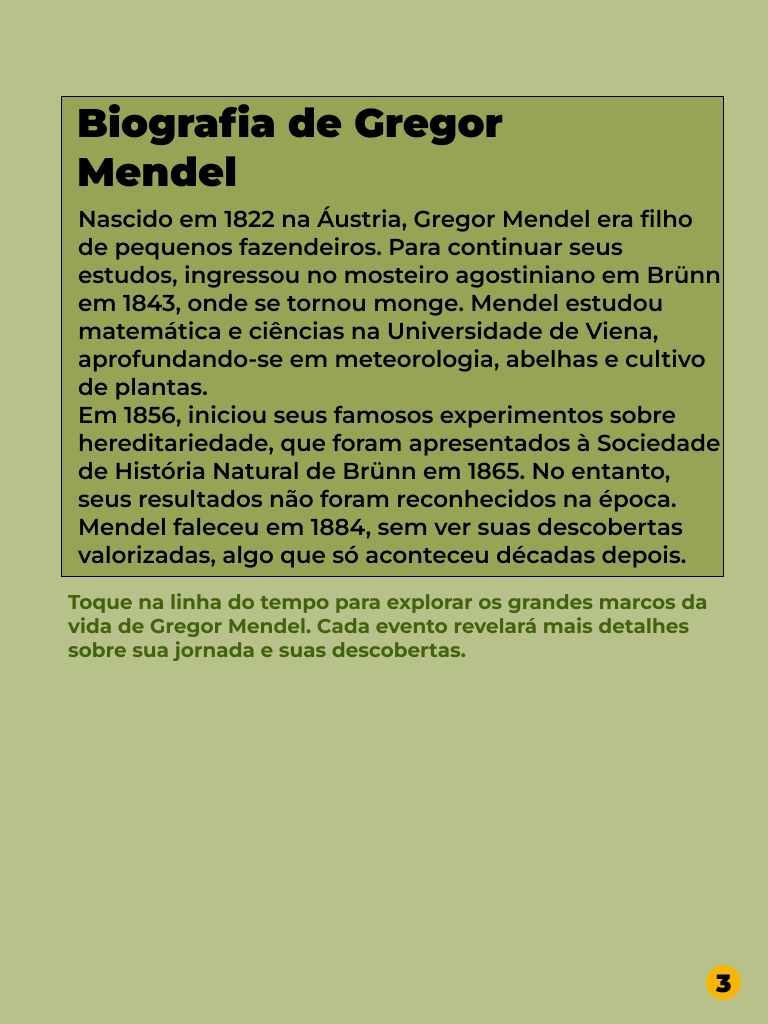 Biografia de Gregor
Mendel
Nascido em 1822 na Áustria, Gregor Mendel era filho
de pequenos fazendeiros. Para continuar seus
estudos, ingressou no mosteiro agostiniano em Brünn
em 1843, onde se tornou monge. Mendel estudou
matemática e ciências na Universidade de Viena,
aprofundando-se em meteorologia, abelhas e cultivo
de plantas.
Em 1856, iniciou seus famosos experimentos sobre
hereditariedade, que foram apresentados à Sociedade
de História Natural de Brünn em 1865. No entanto,
seus resultados não foram reconhecidos na época.
Mendel faleceu em 1884, sem ver suas descobertas
valorizadas, algo que só aconteceu décadas depois.
Toque na linha do tempo para explorar os grandes marcos da
vida de Gregor Mendel. Cada evento revelará mais detalhes
sobre sua jornada e suas descobertas.
3